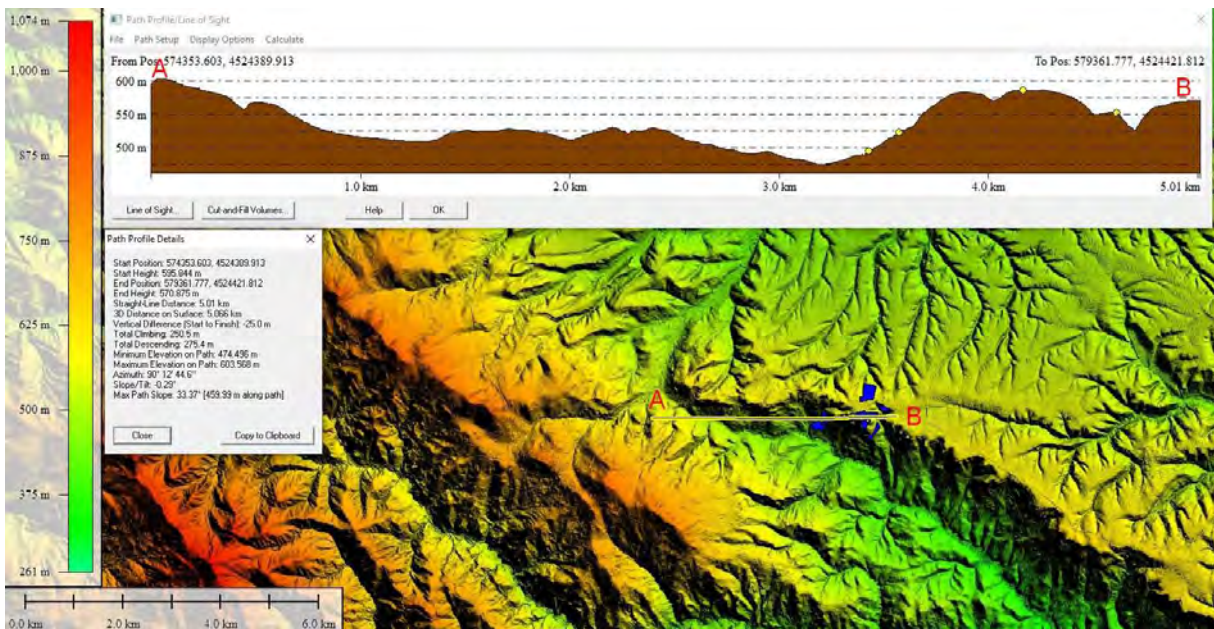 1,074 m
1,000 m
875 m
750 m
625 m
500 m
375 m
261 m
0.0 km 2.0 km 4.0 km 6.0 km
Path Profile/Line of Sight
File Path Setup Display Options Calculate
From Pos: 574353.603, 4524389.913 To Pos: 579361.777, 4524421.812
A
B
600 m
550 m
500 m
1.0 km 2.0 km 3.0 km 4.0 km 5.01 km
Line of Sight... Cut-and-Fill Volumes... Help OK
Path Profile Details
Start Position: 574353.603, 4524389.913
Start Height: 595.844 m
End Position: 579361.777, 4524421.812
End Height: 570.875 m
Straight-Line Distance: 5.01 km
3D Distance on Surface: 5.066 km
Vertical Difference (Start to Finish): -25.0 m
Total Climbing: 250.5 m
Total Descending: 275.4 m
Minimum Elevation on Path: 474.496 m
Maximum Elevation on Path: 603.568 m
Azimuth: 90° 12' 44.6"
Slope/Tilt: -0.29°
Max Path Slope: 33.37° [459.99 m along path]
Close Copy to Clipboard
A
B